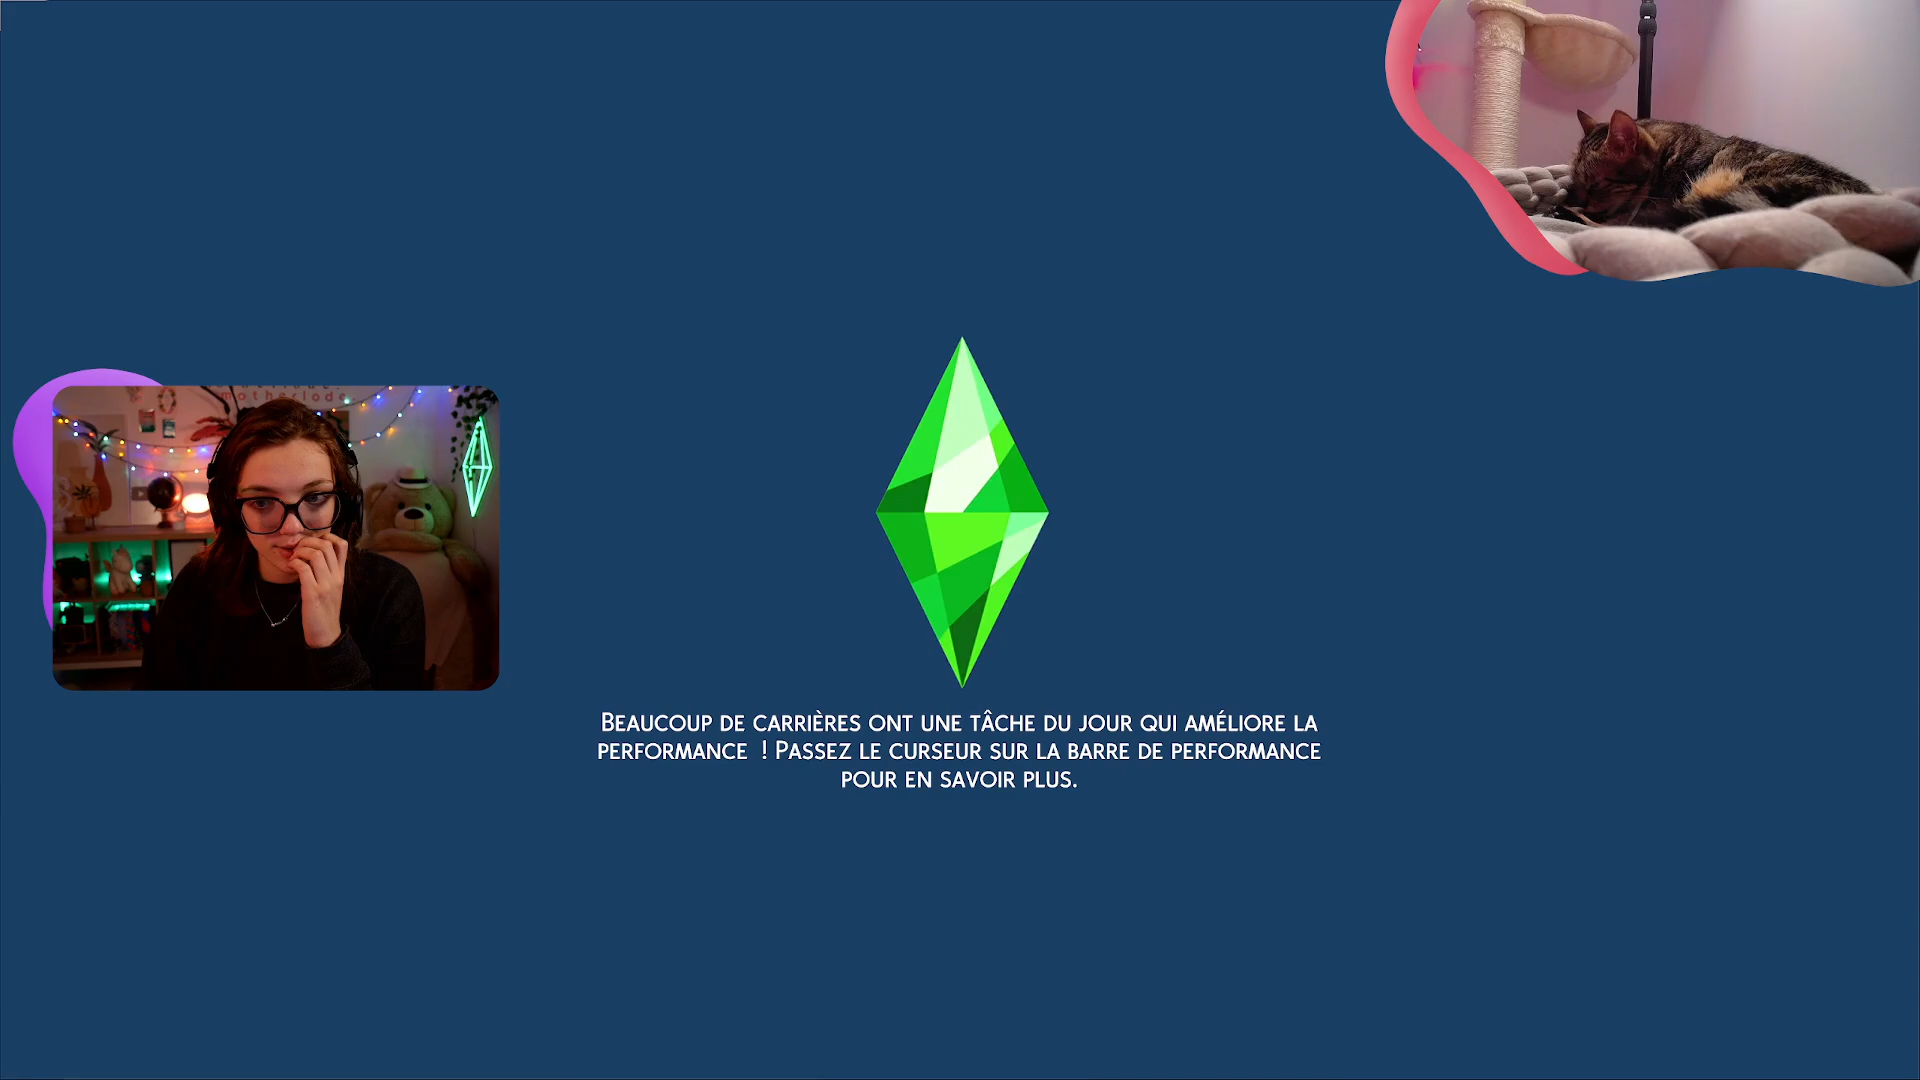 motherlode.
BEAUCOUP DE CARRIÈRES ONT UNE TÂCHE DU JOUR QUI AMÉLIORE LA
PERFORMANCE  ! PASSEZ LE CURSEUR SUR LA BARRE DE PERFORMANCE
POUR EN SAVOIR PLUS.